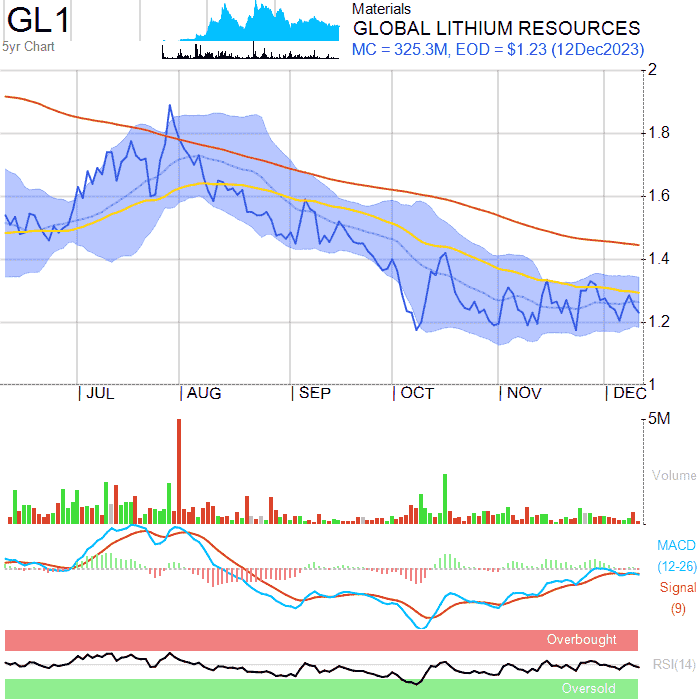 GL1
5yr Chart
Materials
GLOBAL LITHIUM RESOURCES
MC = 325.3M, EOD = $1.23 (12Dec2023)
2
1.8
1.6
1.4
1.2
1
JUL
AUG
SEP
OCT
NOV
DEC
5M
Volume
MACD
(12-26)
Signal
(9)
Overbought
RSI(14)
Oversold